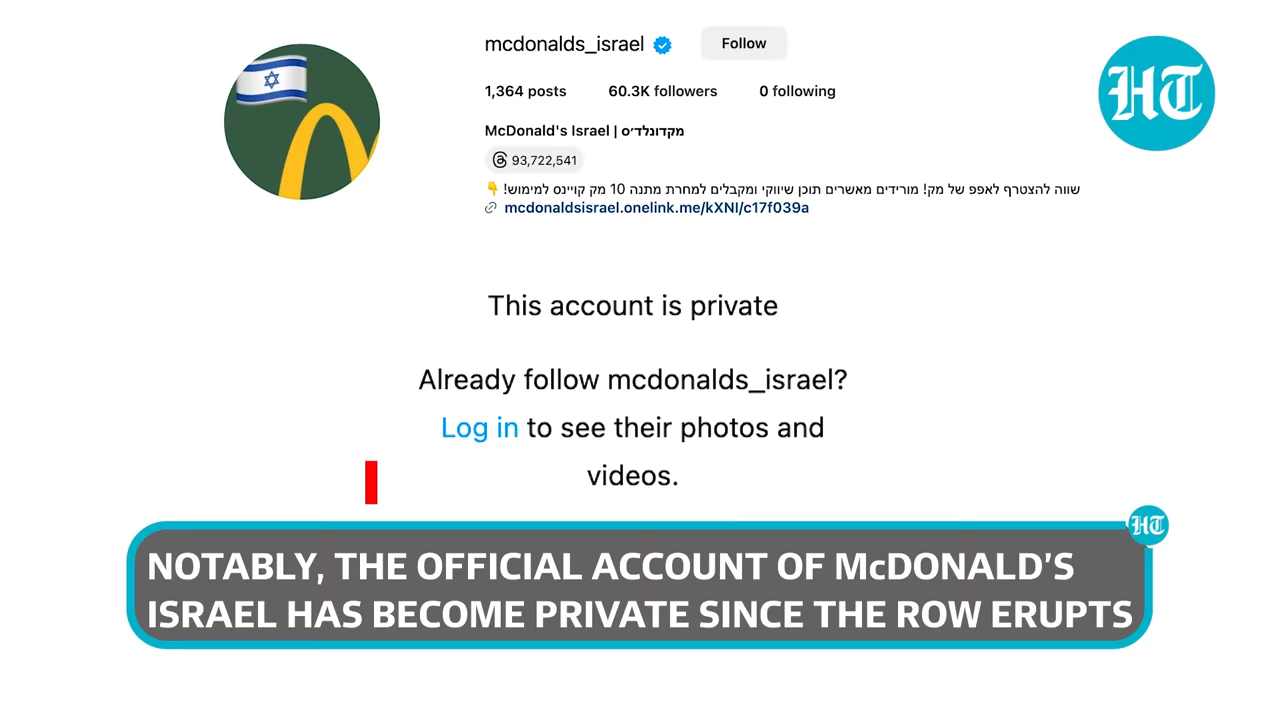 mcdonalds_israel Follow
HT
1,364 posts 60.3K followers 0 following
McDonald's Israel | מקדונלד׳ס
93,722,541
שווה להצטרף לאפפ של מק! מורידים מאשרים תוכן שיווקי ומקבלים למחרת מתנה 10 מק קויינס למימוש! 👇
mcdonaldsisrael.onelink.me/kXNI/c17f039a
This account is private
Already follow mcdonalds_israel?
Log in to see their photos and
videos.
HT
NOTABLY, THE OFFICIAL ACCOUNT OF McDONALD’S
ISRAEL HAS BECOME PRIVATE SINCE THE ROW ERUPTS